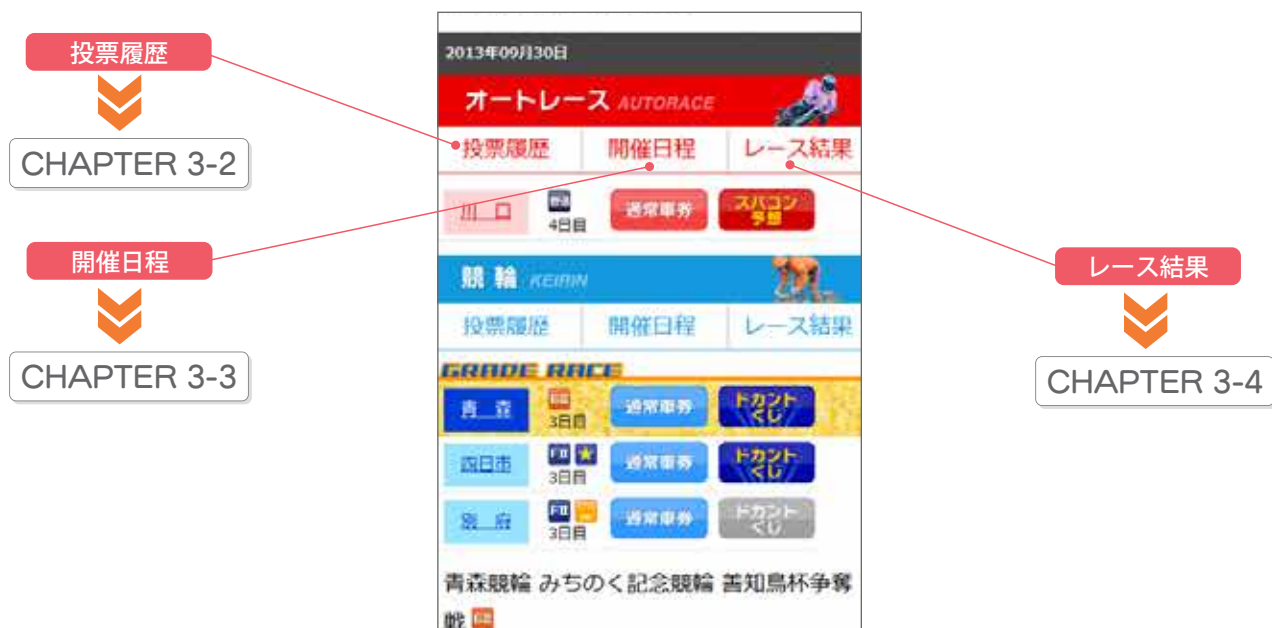 投票履歴
CHAPTER 3-2
開催日程
CHAPTER 3-3
2013年09月30日
オートレース AUTORACE
投票履歴 開催日程 レース結果
川口 普通 4日目 通常車券 スパコン予想
競輪 KEIRIN
投票履歴 開催日程 レース結果
GRADE RACE
青森 3日目 通常車券 ドカントくじ
四日市 FII 3日目 通常車券 ドカントくじ
別府 FII 3日目 通常車券 ドカントくじ
青森競輪 みちのく記念競輪 善知鳥杯争奪
戦
レース結果
CHAPTER 3-4